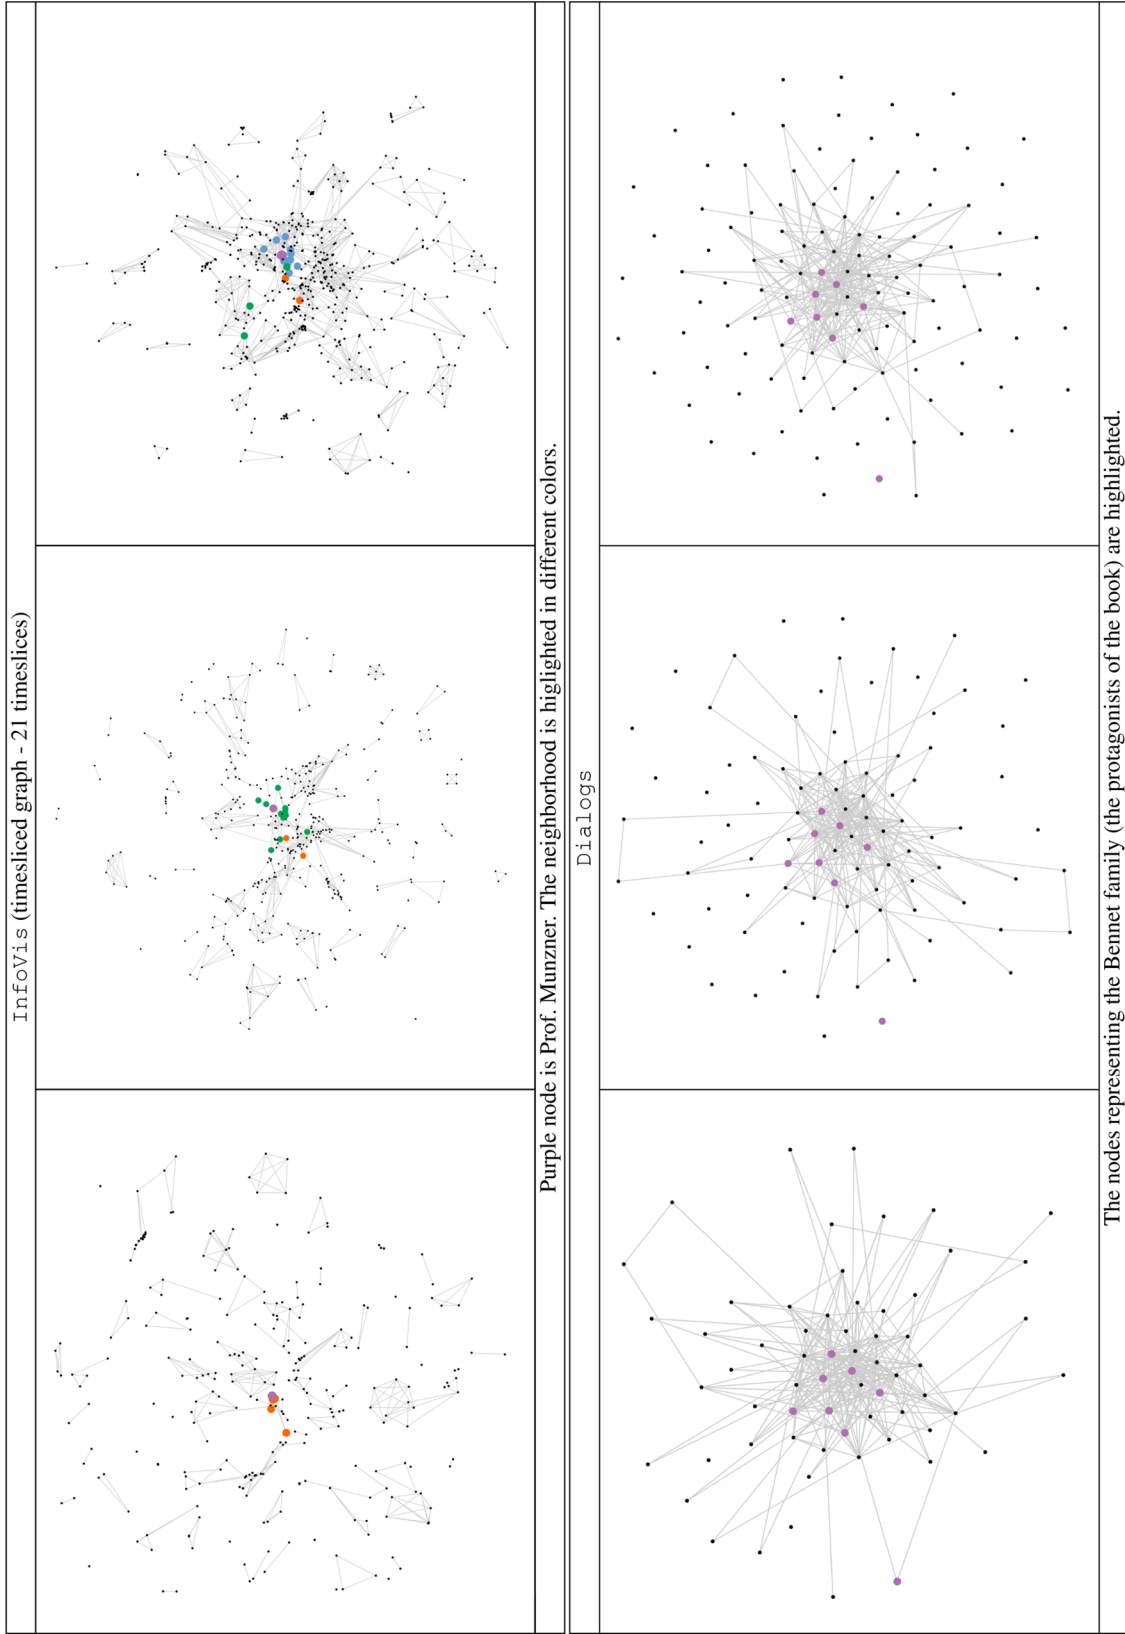 InfoVis (timesliced graph - 21 timeslices)
Purple node is Prof. Munzner. The neighborhood is higlighted in different colors.
Dialogs
The nodes representing the Bennet family (the protagonists of the book) are highlighted.